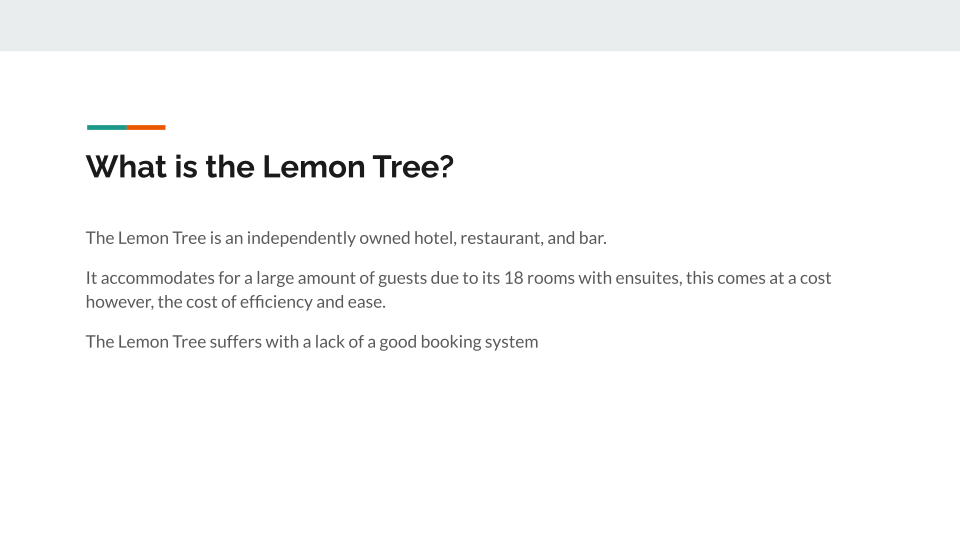 What is the Lemon Tree?
The Lemon Tree is an independently owned hotel, restaurant, and bar.
It accommodates for a large amount of guests due to its 18 rooms with ensuites, this comes at a cost
however, the cost of efficiency and ease.
The Lemon Tree suffers with a lack of a good booking system